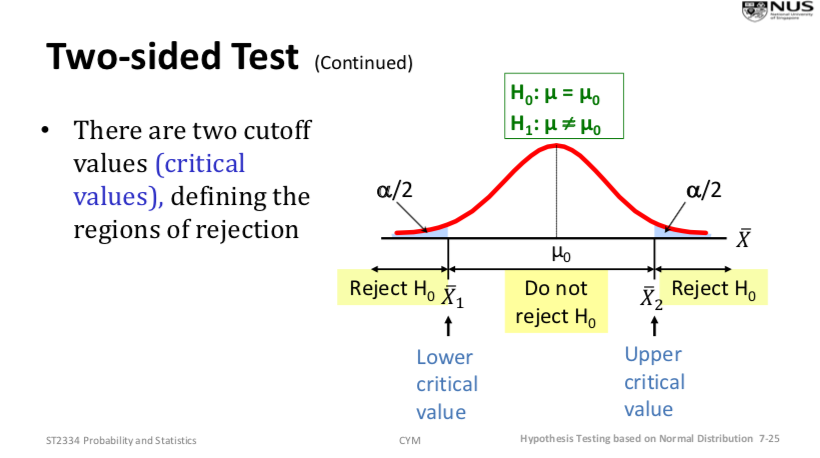 NUS
National University
of Singapore
Two-sided Test (Continued)
• There are two cutoff
values (critical
values), defining the
regions of rejection
H₀: μ = μ₀
H₁: μ ≠ μ₀
α/2
α/2
X̄
μ₀
Reject H₀
X̄₁
Do not
reject H₀
X̄₂
Reject H₀
Lower
critical
value
Upper
critical
value
ST2334 Probability and Statistics
CYM
Hypothesis Testing based on Normal Distribution 7-25